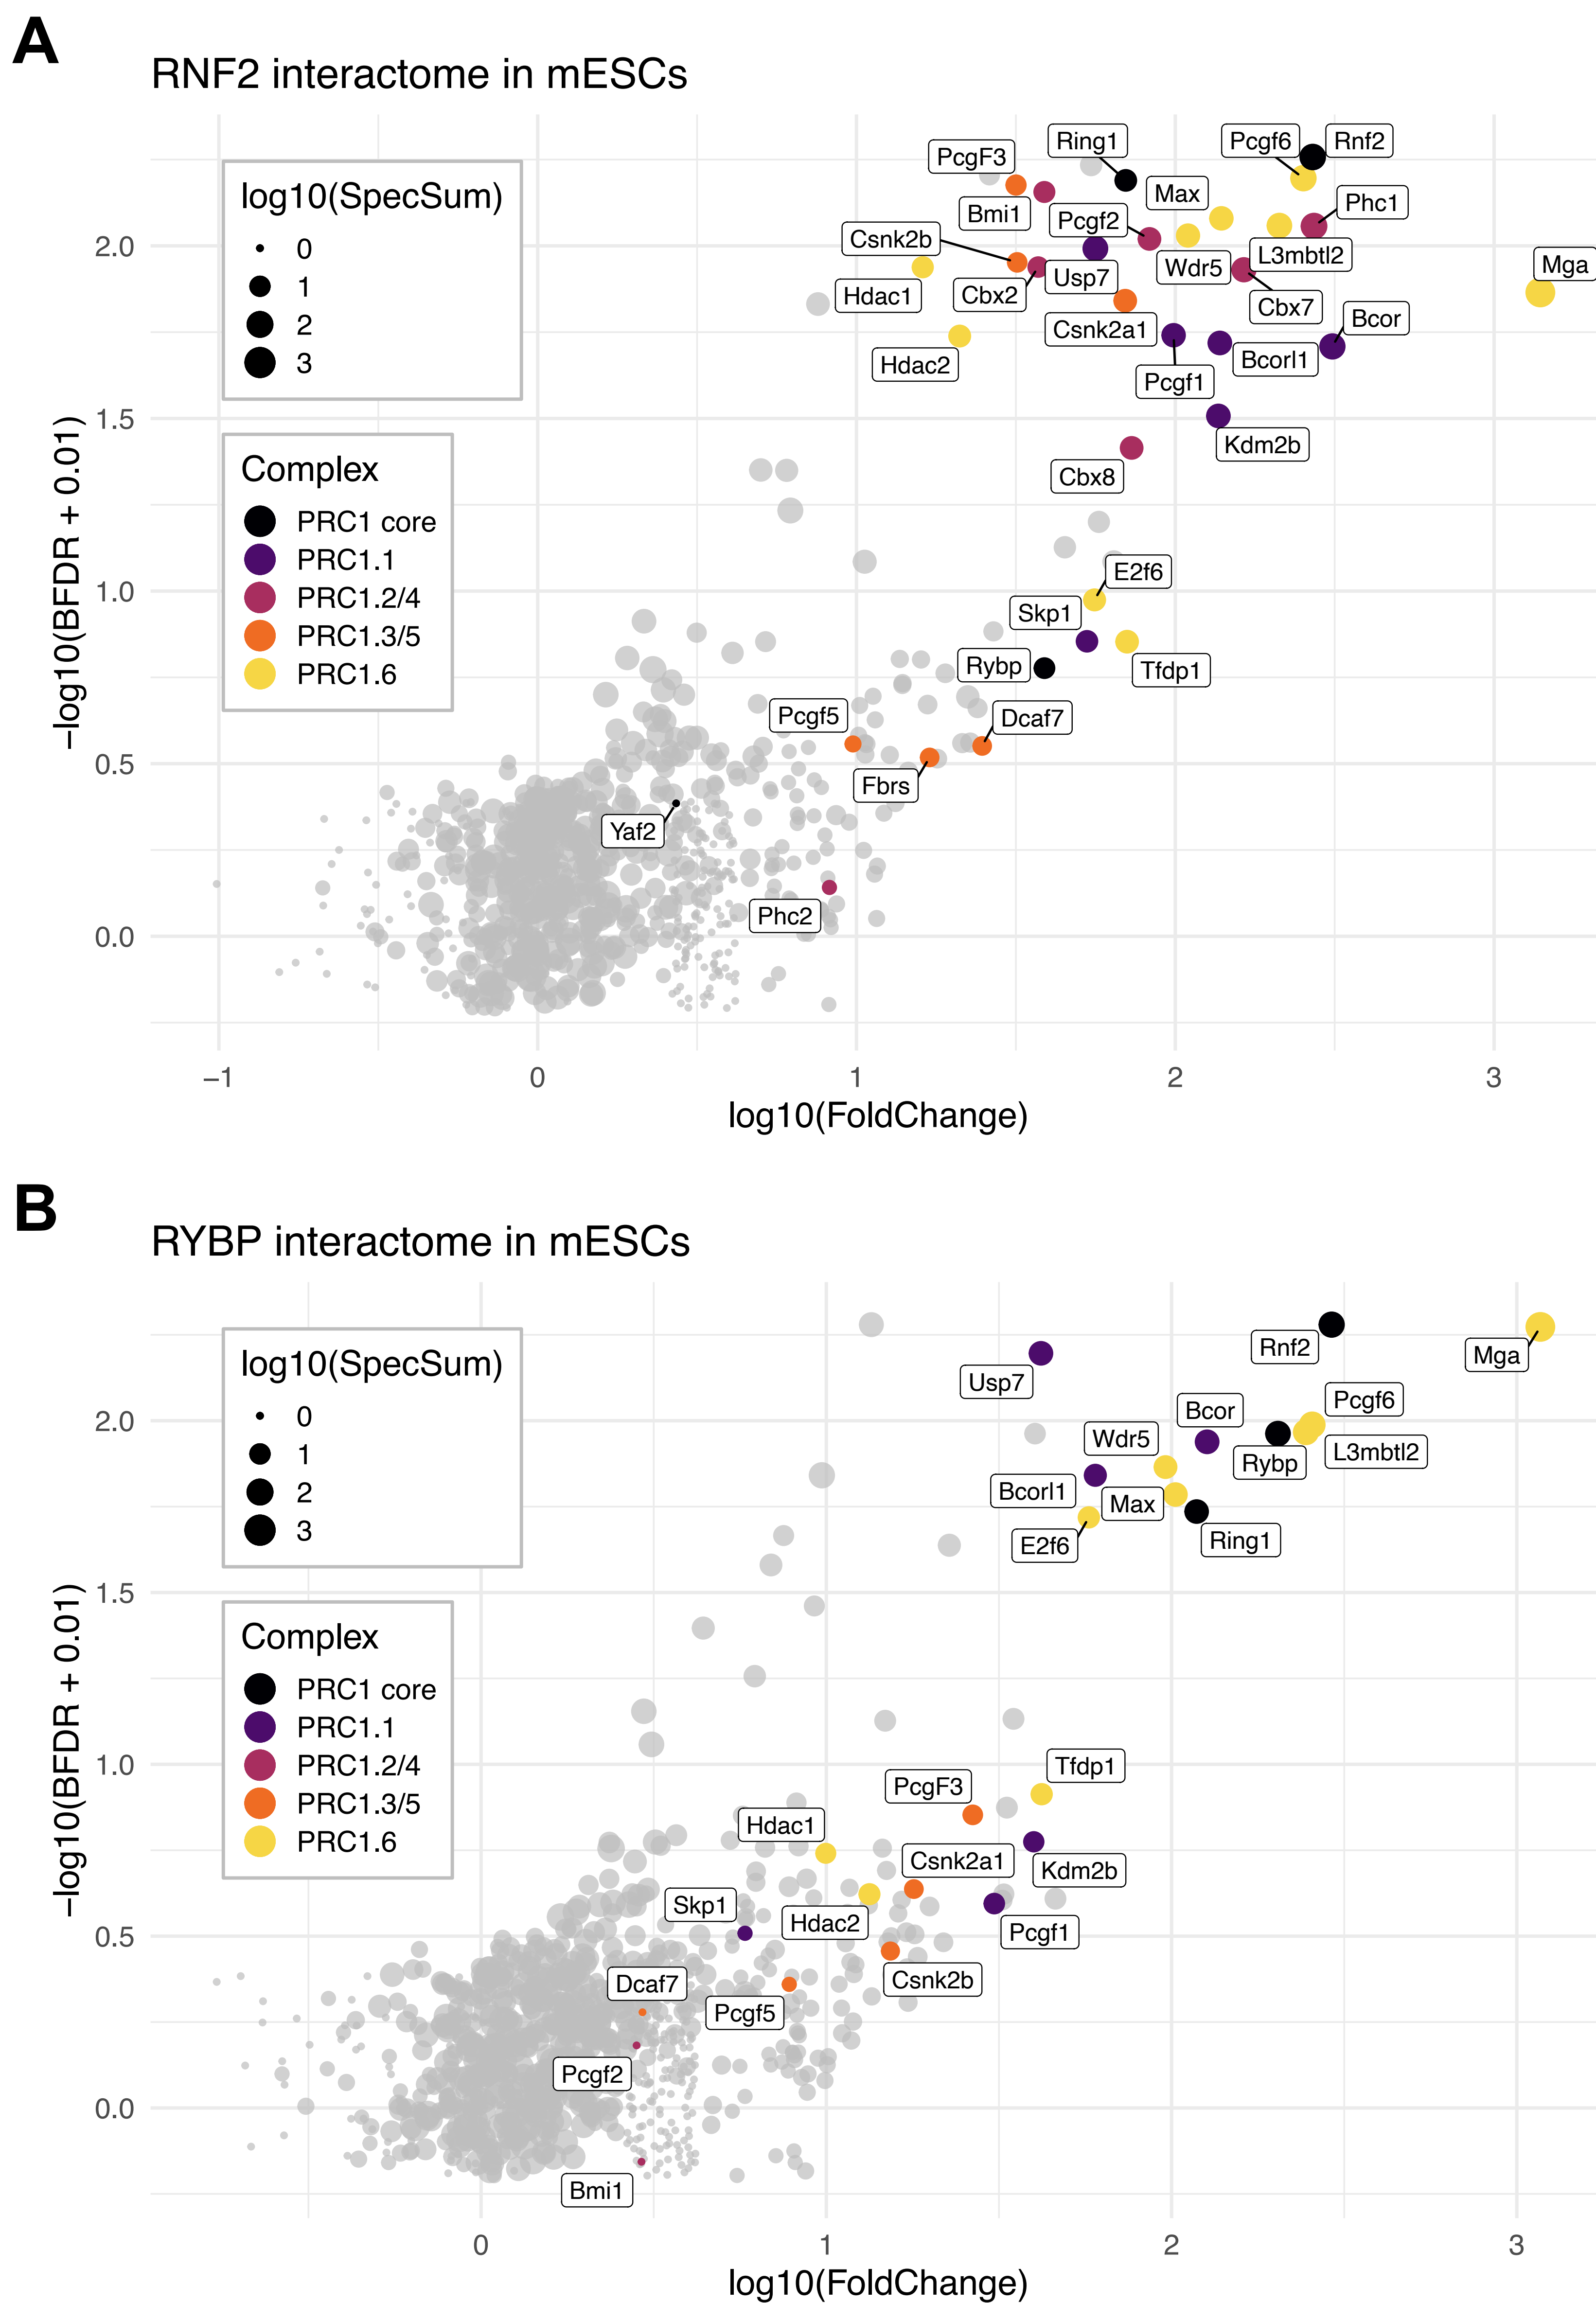 A
RNF2 interactome in mESCs
−log10(BFDR + 0.01)
2.0
1.5
1.0
0.5
0.0
log10(SpecSum)
0
1
2
3
Complex
PRC1 core
PRC1.1
PRC1.2/4
PRC1.3/5
PRC1.6
PcgF3
Ring1
Pcgf6
Rnf2
Bmi1
Max
Phc1
Csnk2b
Pcgf2
L3mbtl2
Hdac1
Cbx2
Usp7
Wdr5
Mga
Cbx7
Csnk2a1
Bcor
Hdac2
Pcgf1
Bcorl1
Kdm2b
Cbx8
E2f6
Skp1
Rybp
Tfdp1
Pcgf5
Dcaf7
Fbrs
Yaf2
Phc2
−1
0
1
2
3
log10(FoldChange)
B
RYBP interactome in mESCs
−log10(BFDR + 0.01)
2.0
1.5
1.0
0.5
0.0
log10(SpecSum)
0
1
2
3
Complex
PRC1 core
PRC1.1
PRC1.2/4
PRC1.3/5
PRC1.6
Rnf2
Mga
Usp7
Pcgf6
Bcor
Wdr5
Rybp
L3mbtl2
Bcorl1
Max
E2f6
Ring1
Tfdp1
PcgF3
Hdac1
Csnk2a1
Kdm2b
Skp1
Hdac2
Pcgf1
Csnk2b
Dcaf7
Pcgf5
Pcgf2
Bmi1
0
1
2
3
log10(FoldChange)